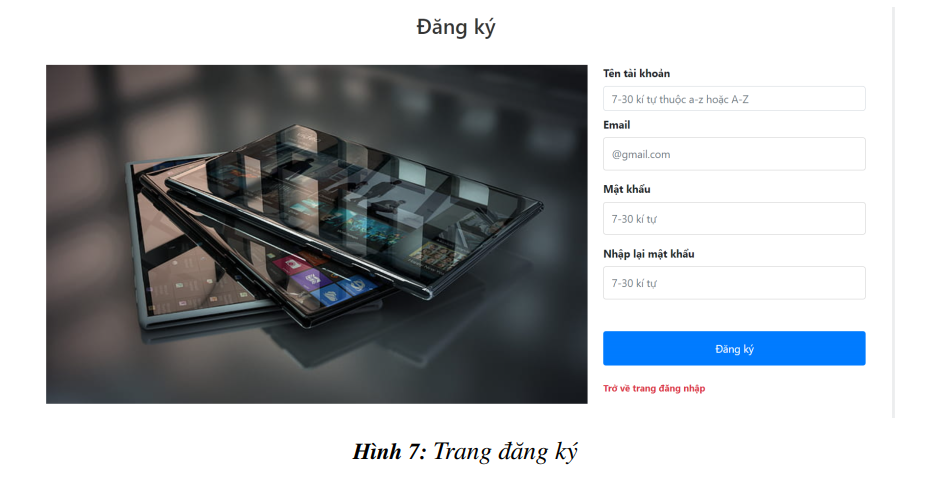 Đăng ký
Tên tài khoản
7-30 kí tự thuộc a-z hoặc A-Z
Email
@gmail.com
Mật khẩu
7-30 kí tự
Nhập lại mật khẩu
7-30 kí tự
Đăng ký
Trở về trang đăng nhập
Hình 7: Trang đăng ký